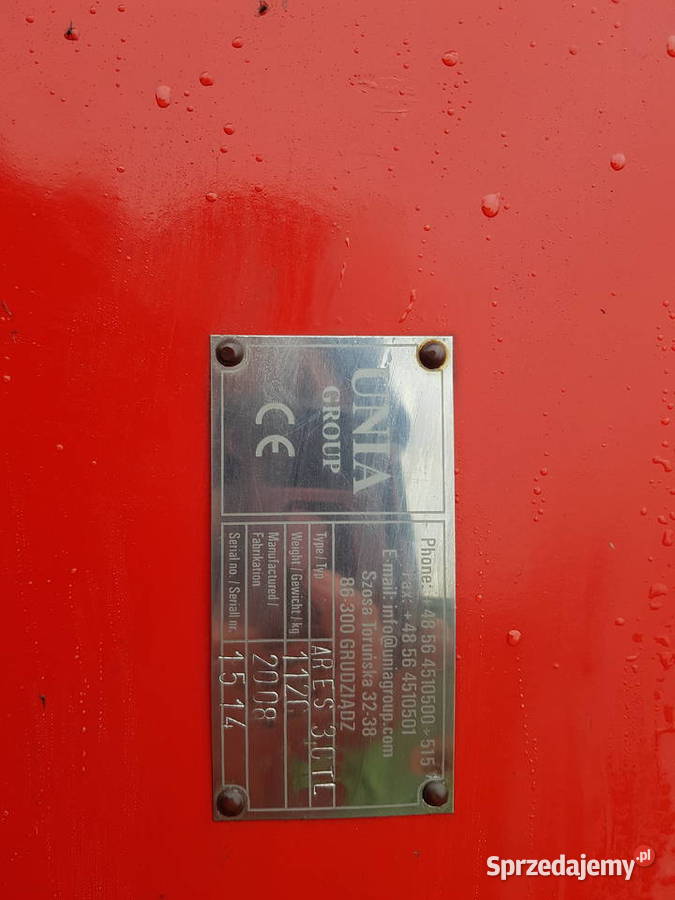 UNIA
GROUP
CE
Phone: +48 56 4510500 ÷ 515
Fax: +48 56 4510501
E-mail: info@uniagroup.com
Szosa Toruńska 32-38
86-300 GRUDZIĄDZ
Type / Typ ARES 3,0 TL
Weight / Gewicht / kg
Manufactured / Fabrikation 2008
Serial no. / Seriall nr. 1514
Sprzedajemy.pl